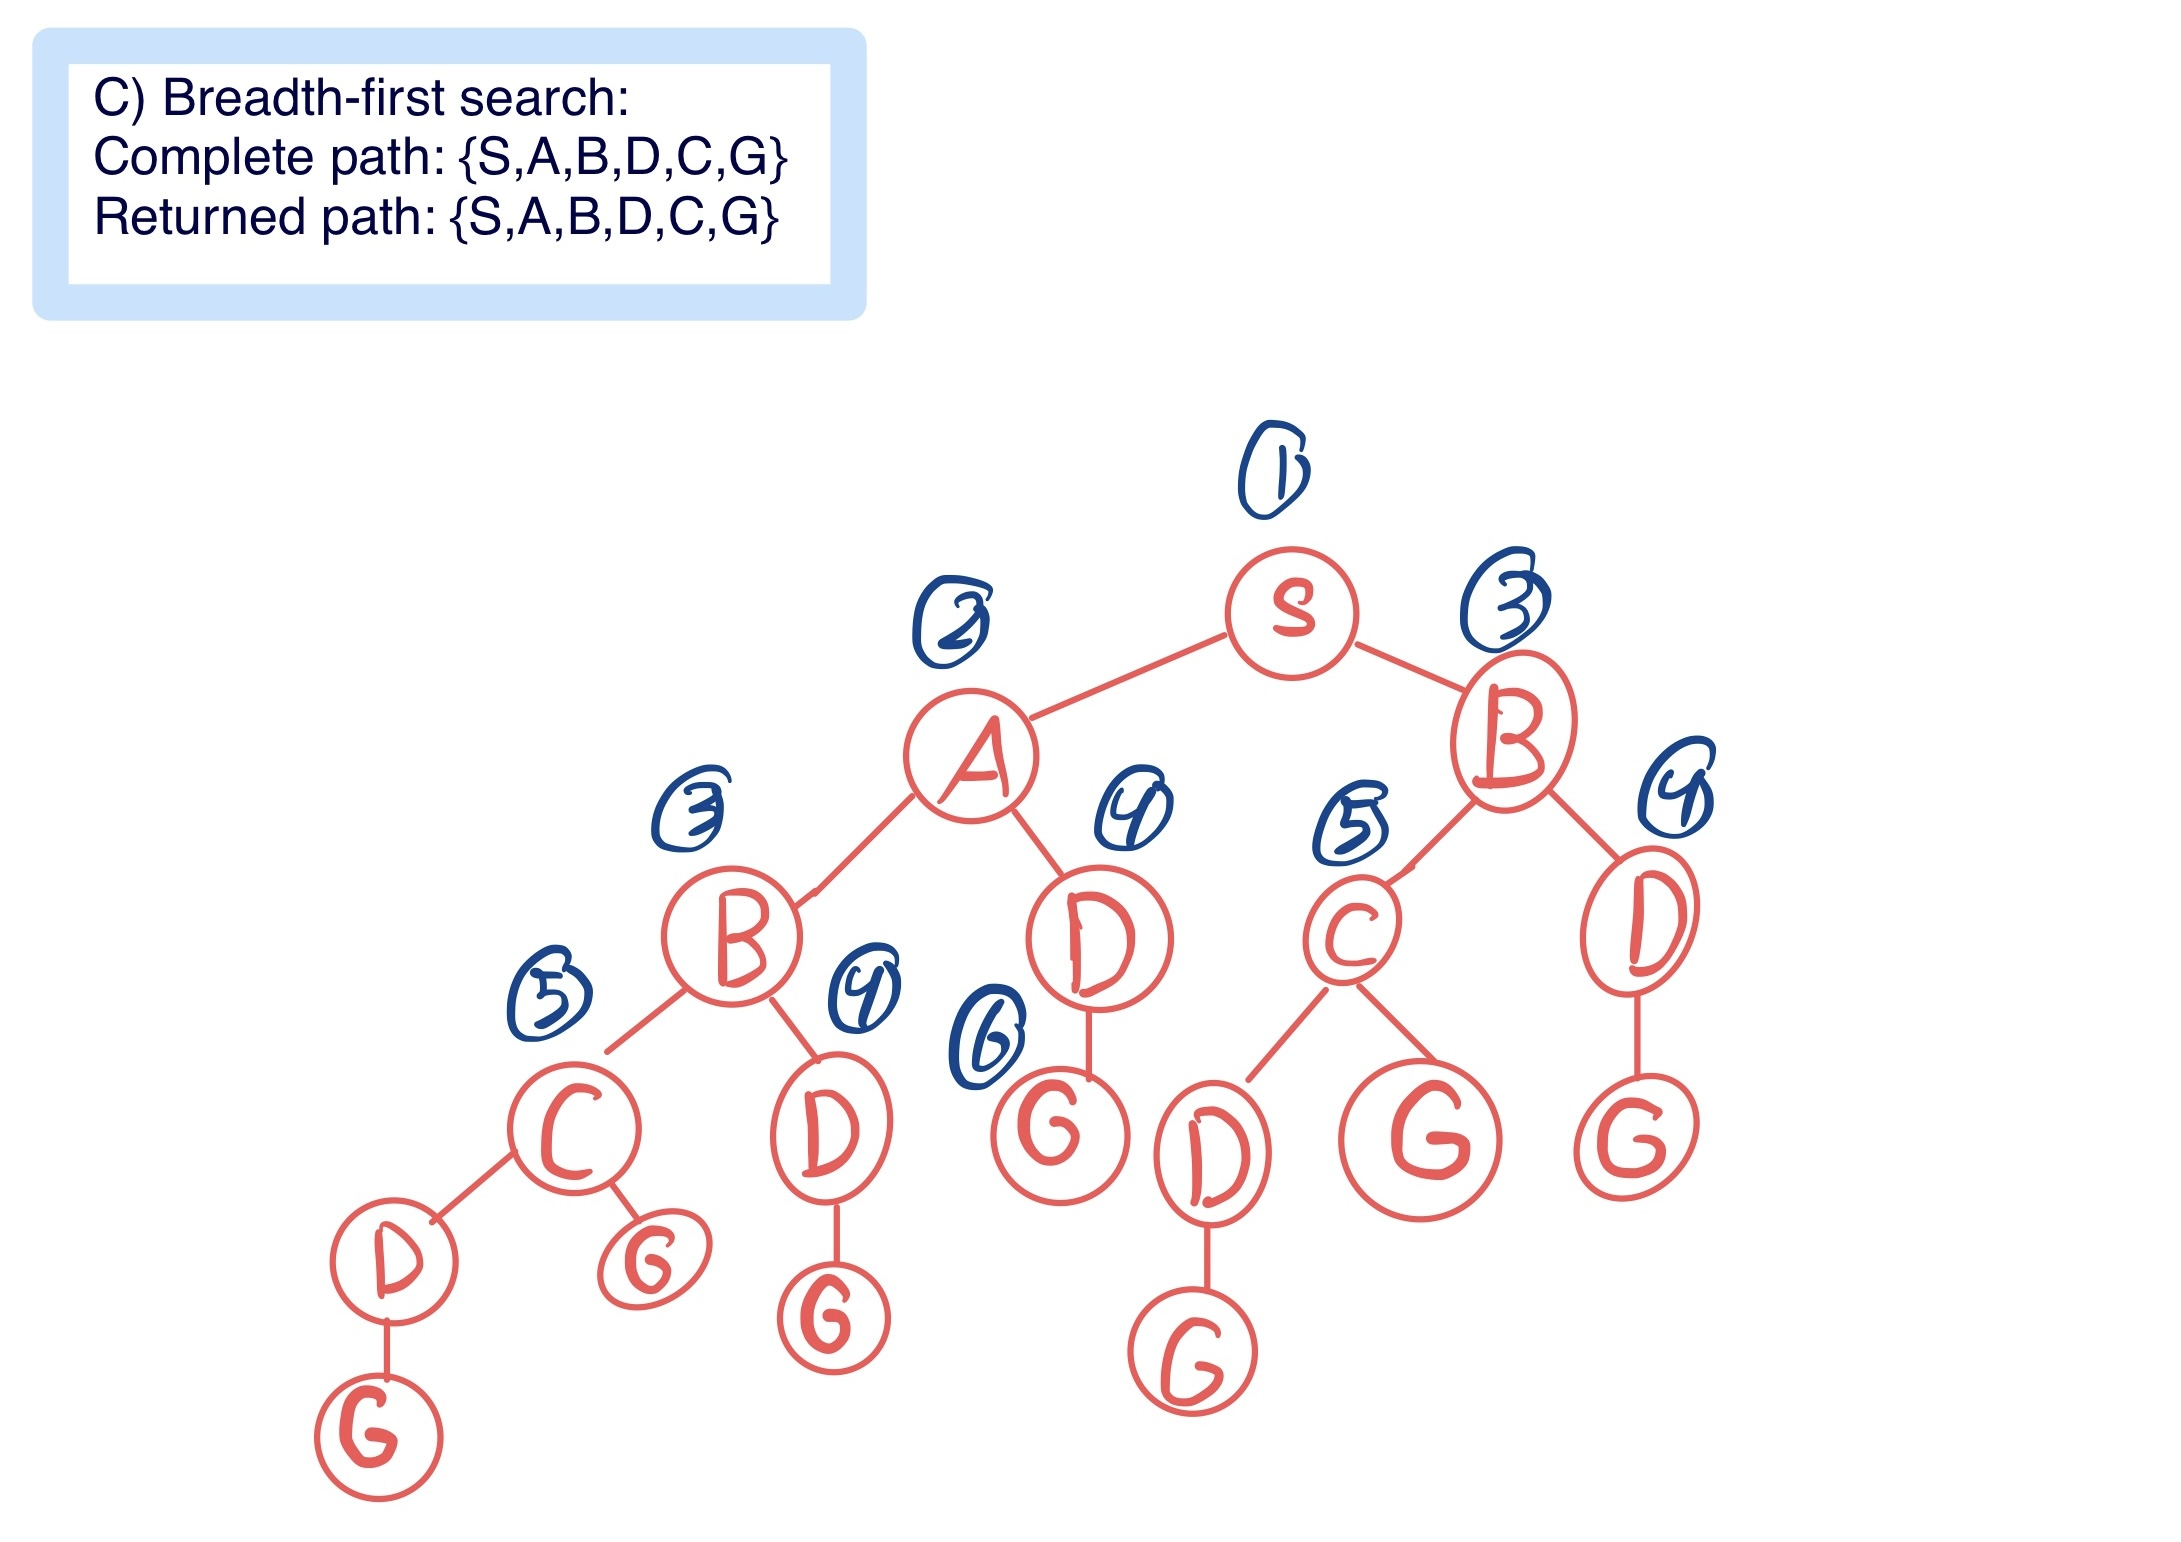 C) Breadth-first search:
Complete path: {S,A,B,D,C,G}
Returned path: {S,A,B,D,C,G}
1
S
2
3
A
B
3
4
5
4
B
D
C
D
5
4
6
C
D
G
D
G
G
D
G
G
G
G